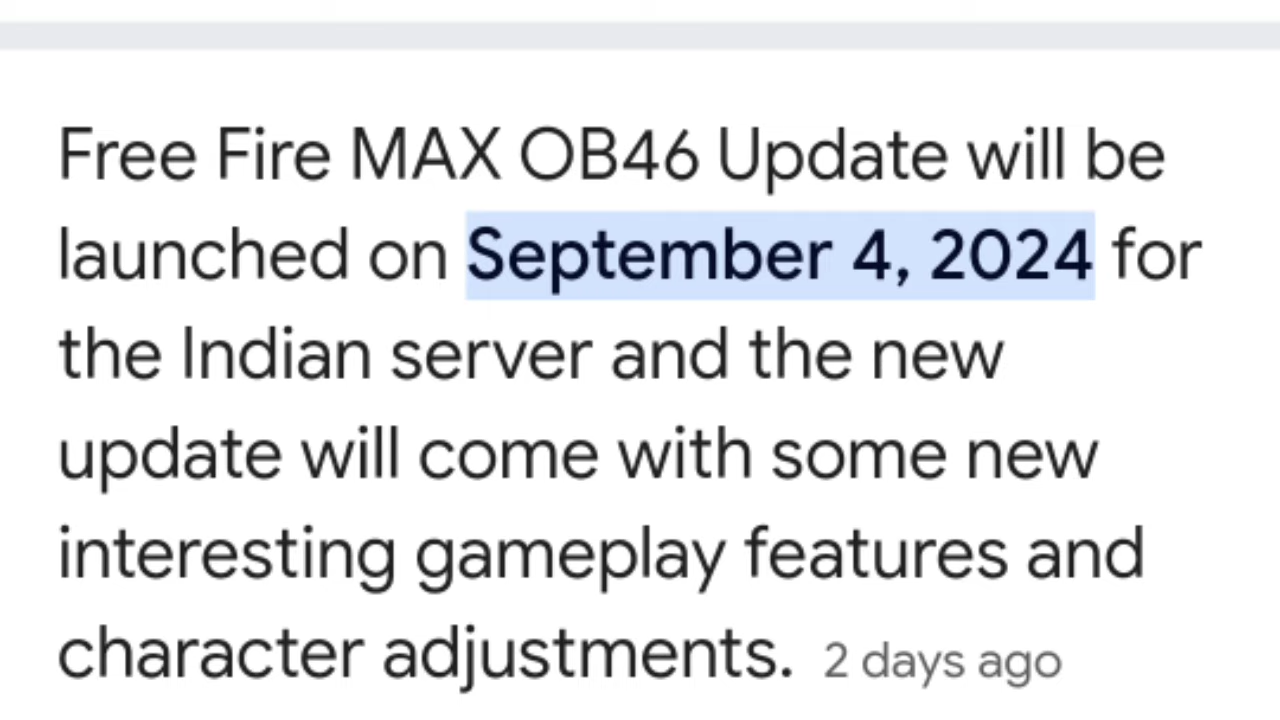 Free Fire MAX OB46 Update will be
launched on September 4, 2024 for
the Indian server and the new
update will come with some new
interesting gameplay features and
character adjustments. 2 days ago